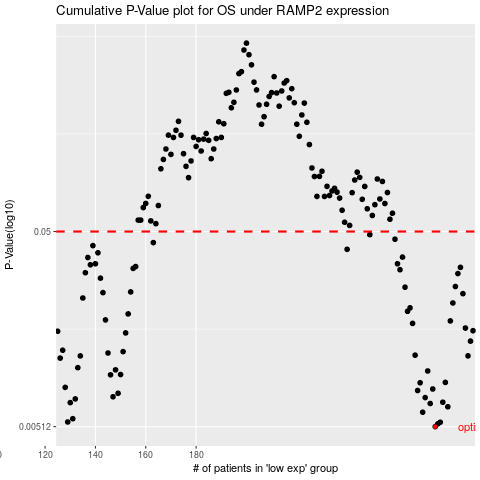 Cumulative P-Value plot for OS under RAMP2 expression
P-Value(log10)
0.05
0.00512
opti
0 120 140 160 180
# of patients in 'low exp' group